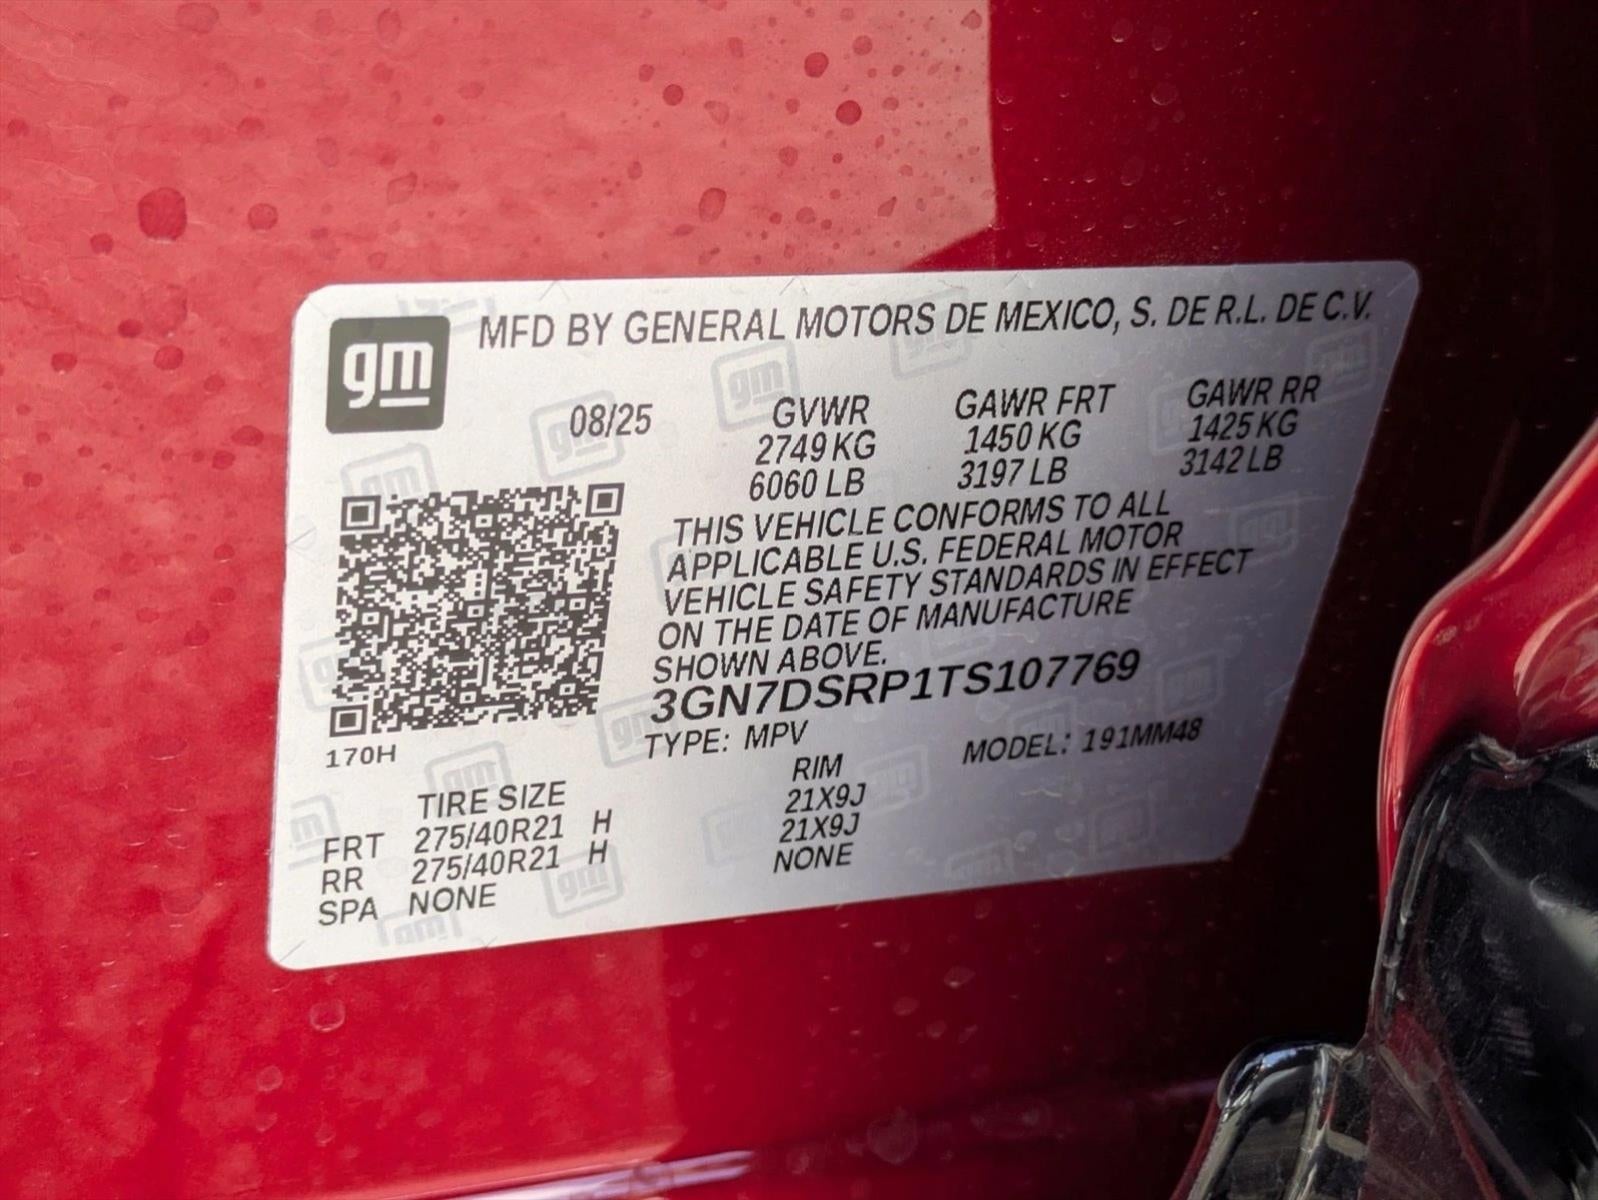 gm
MFD BY GENERAL MOTORS DE MEXICO, S. DE R.L. DE C.V.
08/25 GVWR GAWR FRT GAWR RR
2749 KG 1450 KG 1425 KG
6060 LB 3197 LB 3142 LB
THIS VEHICLE CONFORMS TO ALL
APPLICABLE U.S. FEDERAL MOTOR
VEHICLE SAFETY STANDARDS IN EFFECT
ON THE DATE OF MANUFACTURE
SHOWN ABOVE.
3GN7DSRP1TS107769
170H
TYPE: MPV MODEL: 191MM48
TIRE SIZE RIM
FRT 275/40R21 H 21X9J
RR 275/40R21 H 21X9J
SPA NONE NONE